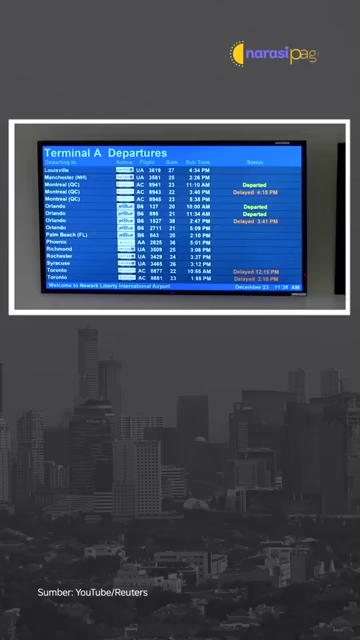 narasi pagi
Terminal A Departures
Departing to Airline Flight Gate Sch Time Status
Louisville UA 3619 27 4:34 PM
Manchester (NH) UA 3581 25 2:26 PM
Montreal (QC) AC 8941 23 11:10 AM Departed
Montreal (QC) AC 8943 22 3:40 PM Delayed 4:15 PM
Montreal (QC) AC 8945 23 5:35 PM
Orlando B6 127 20 10:00 AM Departed
Orlando B6 895 21 11:34 AM Departed
Orlando B6 1527 38 2:47 PM Delayed 3:41 PM
Orlando B6 2711 21 5:09 PM
Palm Beach (FL) B6 843 20 2:10 PM
Phoenix AA 2825 36 5:01 PM
Richmond UA 3509 25 3:08 PM
Rochester UA 3429 24 3:27 PM
Syracuse UA 3465 26 3:12 PM
Toronto AC 8877 22 10:55 AM Delayed 12:15 PM
Toronto AC 8881 23 1:55 PM Delayed 2:10 PM
Welcome to Newark Liberty International Airport December 23 11:36 AM
Sumber: YouTube/Reuters